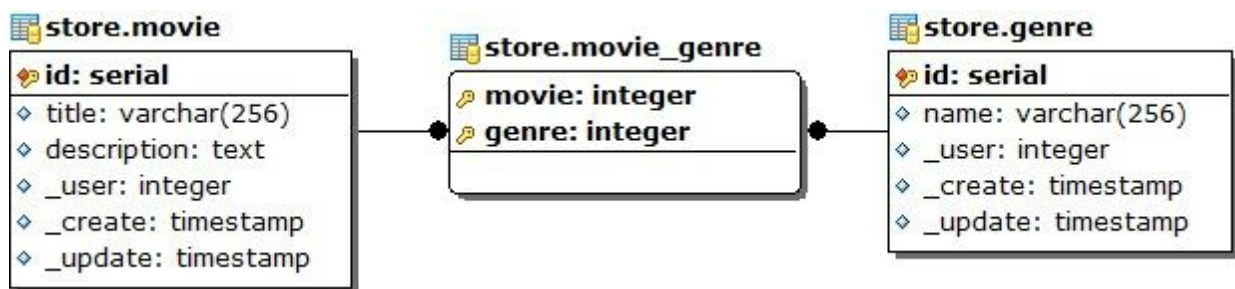 store.movie
id: serial
title: varchar(256)
description: text
_user: integer
_create: timestamp
_update: timestamp
store.movie_genre
movie: integer
genre: integer
store.genre
id: serial
name: varchar(256)
_user: integer
_create: timestamp
_update: timestamp